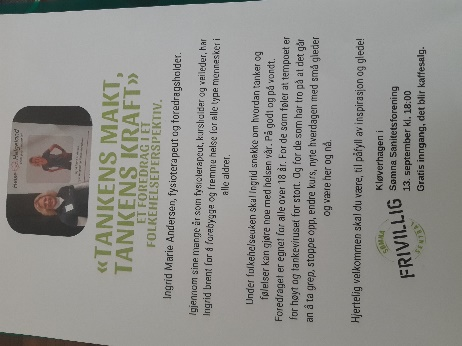 «TANKENS MAKT,
TANKENS KRAFT»
ET FOREDRAG I ET
FOLKEHELSEPERSPEKTIV.
Ingrid Marie Andersen, fysioterapeut og foredragsholder.
Igjennom sine mange år som fysioterapeut, kursholder og veileder, har
Ingrid brent for å forebygge og fremme helse for alle type mennesker i
alle aldrer.
Under folkehelseuken skal Ingrid snakke om hvordan tanker og
følelser kan gjøre noe med helsen vår. På godt og på vondt.
Foredraget er egnet for alle over 18 år. For de som føler at tempoet er
for høyt og tankevirvaret for stort. Og for de som har tro på at det går
an å ta grep, stoppe opp, endre kurs, nyte hverdagen med små gleder
og være her og nå.
Hjertelig velkommen skal du være, til påfyll av inspirasjon og glede!
Kløverhagen i
Sømna Sanitetsforening
13. september kl. 18:00
Gratis inngang, det blir kaffesalg.
SØMNA
FRIVILLIG